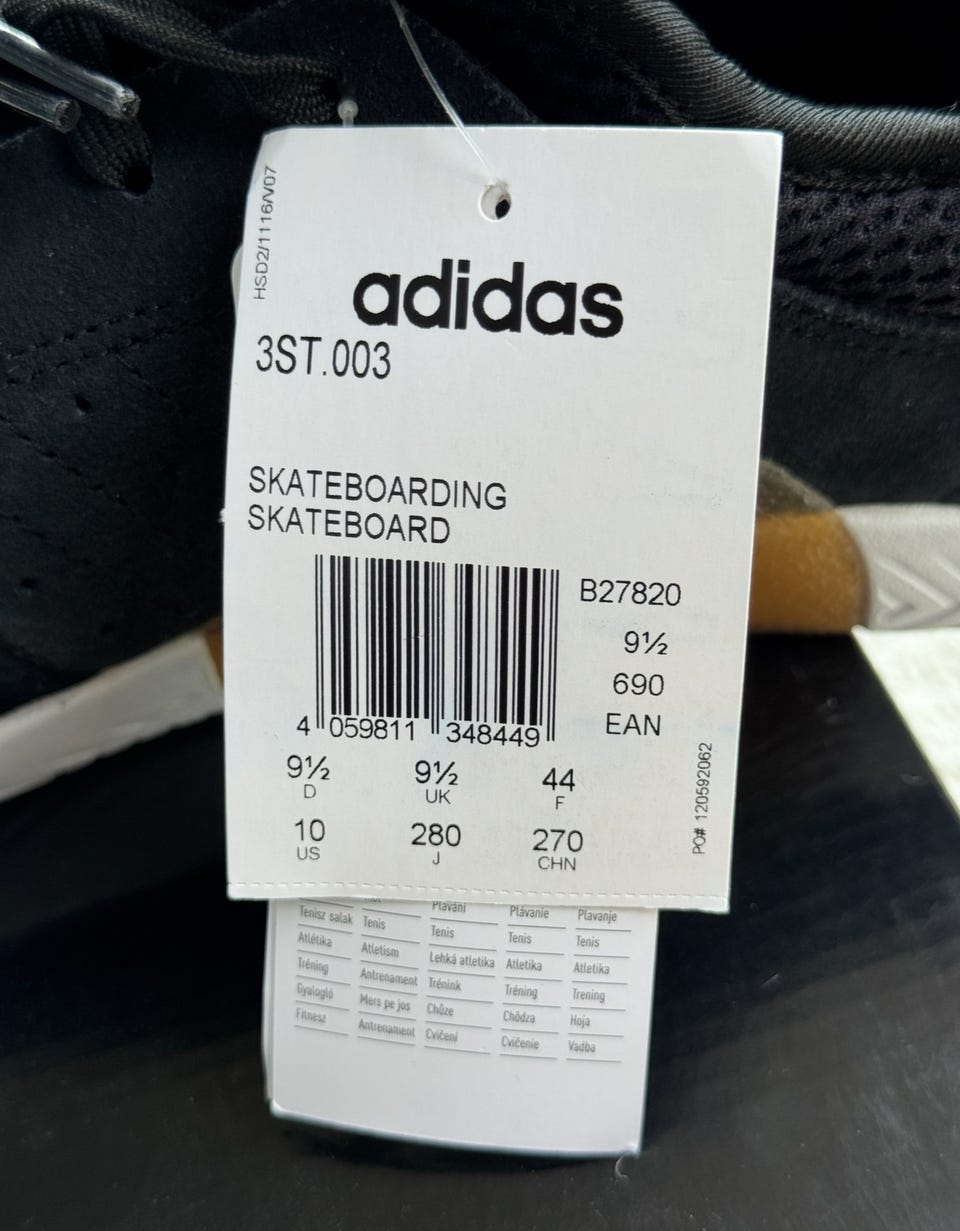 HSD2/1116/V07
adidas
3ST.003
SKATEBOARDING
SKATEBOARD
B27820
9½
690
EAN
4 059811 348449
9½ 9½ 44
D UK F
10 280 270
US J CHN
PO# 120592062
Plavání Plávanie Plavanje
Tenisz salak Tenis Tenis Tenis Tenis
Atlétika Atletism Lehká atletika Atletika Atletika
Tréning Antrenament Trénink Tréning Trening
Gyalogló Mers pe jos Chůze Chôdza Hoja
Fitnesz Antrenament Cvičení Cvičenie Vadba